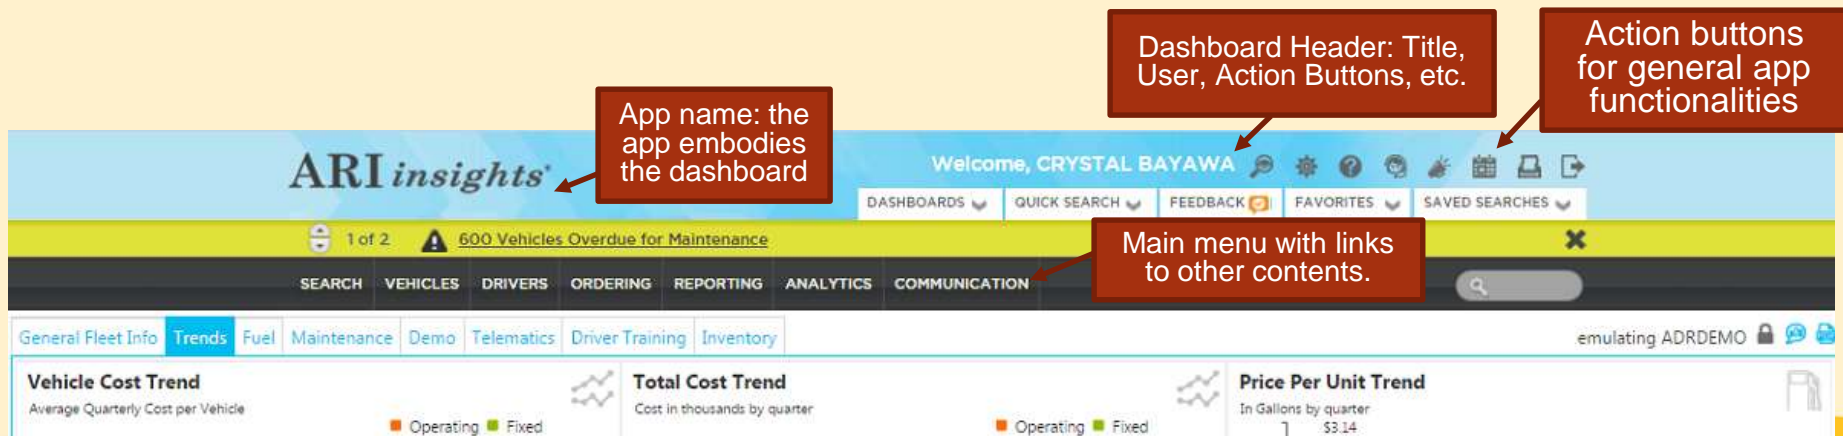 Dashboard Header: Title,
User, Action Buttons, etc.
Action buttons
for general app
functionalities
App name: the
app embodies
the dashboard
ARI insights
Welcome, CRYSTAL BAYAWA
DASHBOARDS QUICK SEARCH FEEDBACK FAVORITES SAVED SEARCHES
1 of 2 600 Vehicles Overdue for Maintenance
Main menu with links
to other contents.
SEARCH VEHICLES DRIVERS ORDERING REPORTING ANALYTICS COMMUNICATION
General Fleet Info Trends Fuel Maintenance Demo Telematics Driver Training Inventory emulating ADRDEMO
Vehicle Cost Trend
Average Quarterly Cost per Vehicle
Operating Fixed
Total Cost Trend
Cost in thousands by quarter
Operating Fixed
Price Per Unit Trend
In Gallons by quarter
$3.14